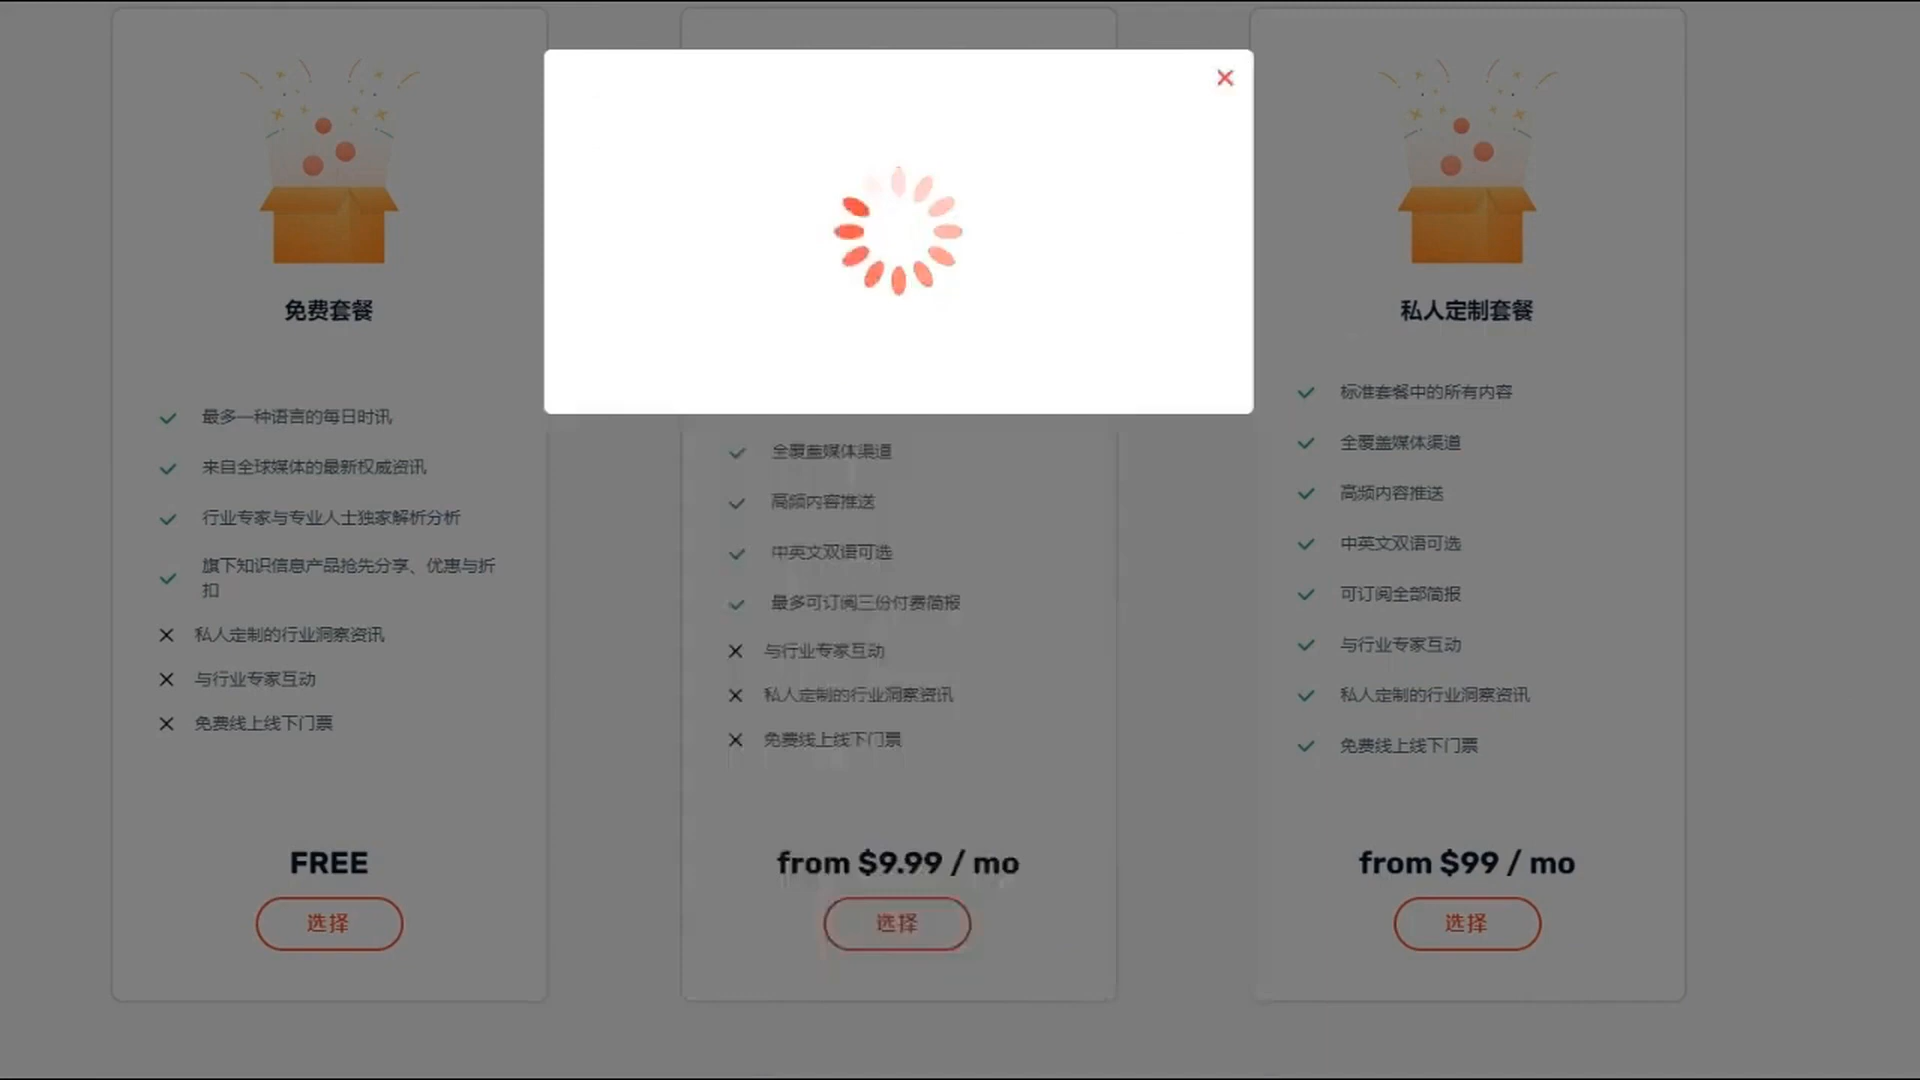 免费套餐
最多一种语言的每日时讯
来自全球媒体的最新权威资讯
行业专家与专业人士独家解析分析
旗下知识信息产品抢先分享、优惠与折
扣
私人定制的行业洞察资讯
与行业专家互动
免费线上线下门票
FREE
选择
全覆盖媒体渠道
高频内容推送
中英文双语可选
最多可订阅三份付费简报
与行业专家互动
私人定制的行业洞察资讯
免费线上线下门票
from $9.99 / mo
选择
私人定制套餐
标准套餐中的所有内容
全覆盖媒体渠道
高频内容推送
中英文双语可选
可订阅全部简报
与行业专家互动
私人定制的行业洞察资讯
免费线上线下门票
from $99 / mo
选择